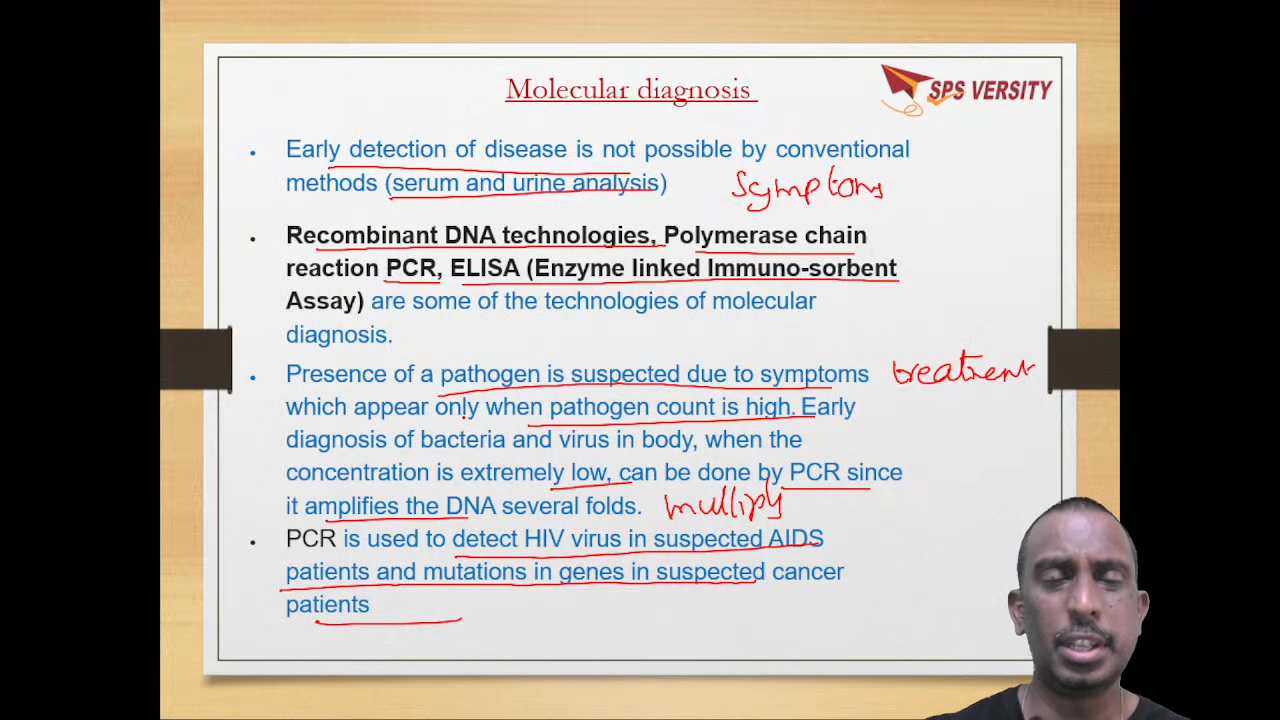 Molecular diagnosis
SPS VERSITY
• Early detection of disease is not possible by conventional
methods (serum and urine analysis)
Symptoms
• Recombinant DNA technologies, Polymerase chain
reaction PCR, ELISA (Enzyme linked Immuno-sorbent
Assay) are some of the technologies of molecular
diagnosis.
• Presence of a pathogen is suspected due to symptoms
treatment
which appear only when pathogen count is high. Early
diagnosis of bacteria and virus in body, when the
concentration is extremely low, can be done by PCR since
it amplifies the DNA several folds.
multiply
• PCR is used to detect HIV virus in suspected AIDS
patients and mutations in genes in suspected cancer
patients